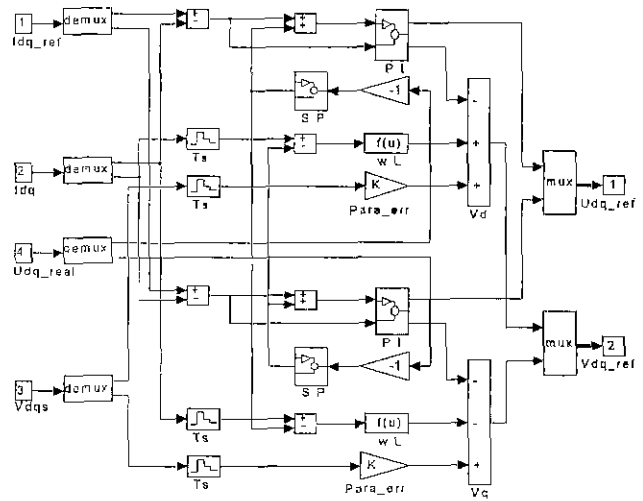 1
demux
Idq_ref
+
-
+
+
P I
-1
S P
-
2
demux
Idq
Ts
+
-
f(u)
w L
+
mux
1
Udq_ref
Ts
K
Para_err
+
Vd
4
demux
Udq_real
+
-
+
+
P I
mux
2
Vdq_ref
-1
S P
-
3
demux
Vdqs
Ts
+
-
f(u)
w L
-
Ts
K
Para_err
+
Vq